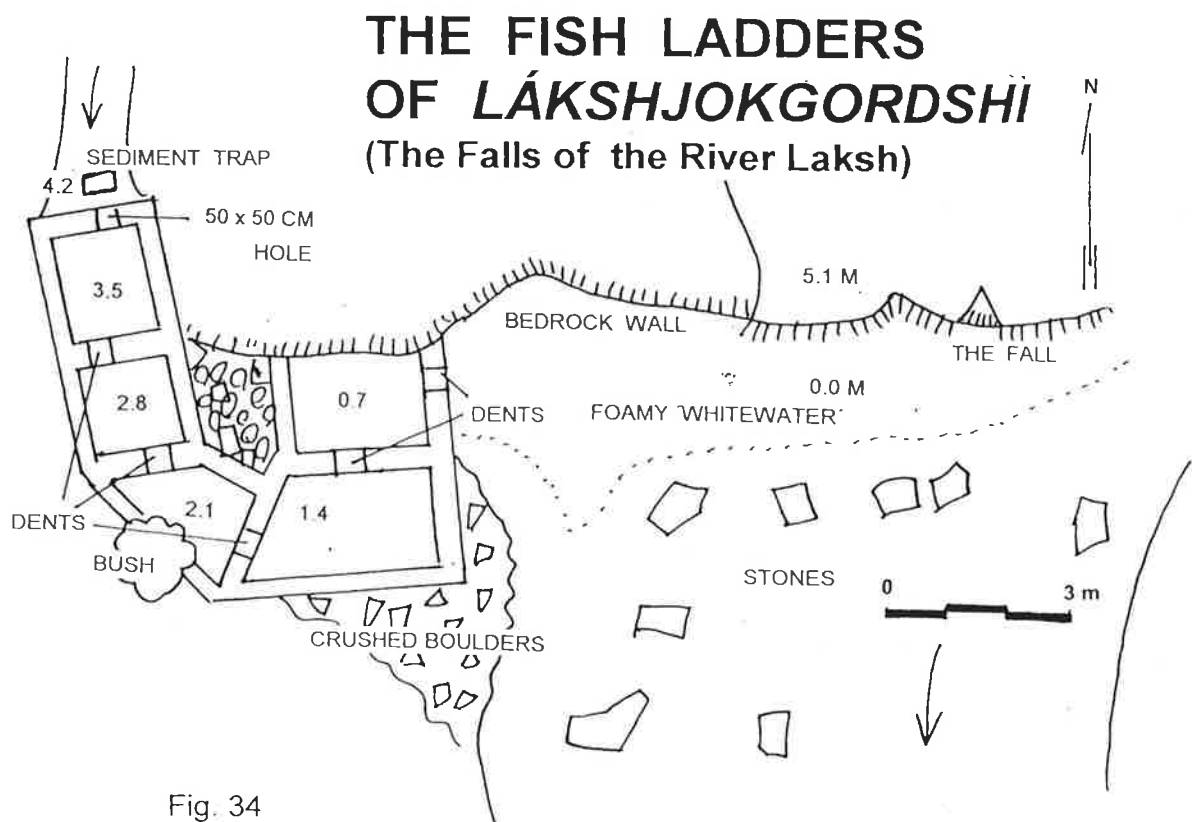 THE FISH LADDERS
OF LÁKSHJOKGORDSHI
(The Falls of the River Laksh)
N
SEDIMENT TRAP
4.2
50 x 50 CM
HOLE
3.5
5.1 M
BEDROCK WALL
THE FALL
2.8
0.7
0.0 M
DENTS
FOAMY WHITEWATER
2.1
1.4
DENTS
BUSH
STONES
0 3 m
CRUSHED BOULDERS
Fig. 34